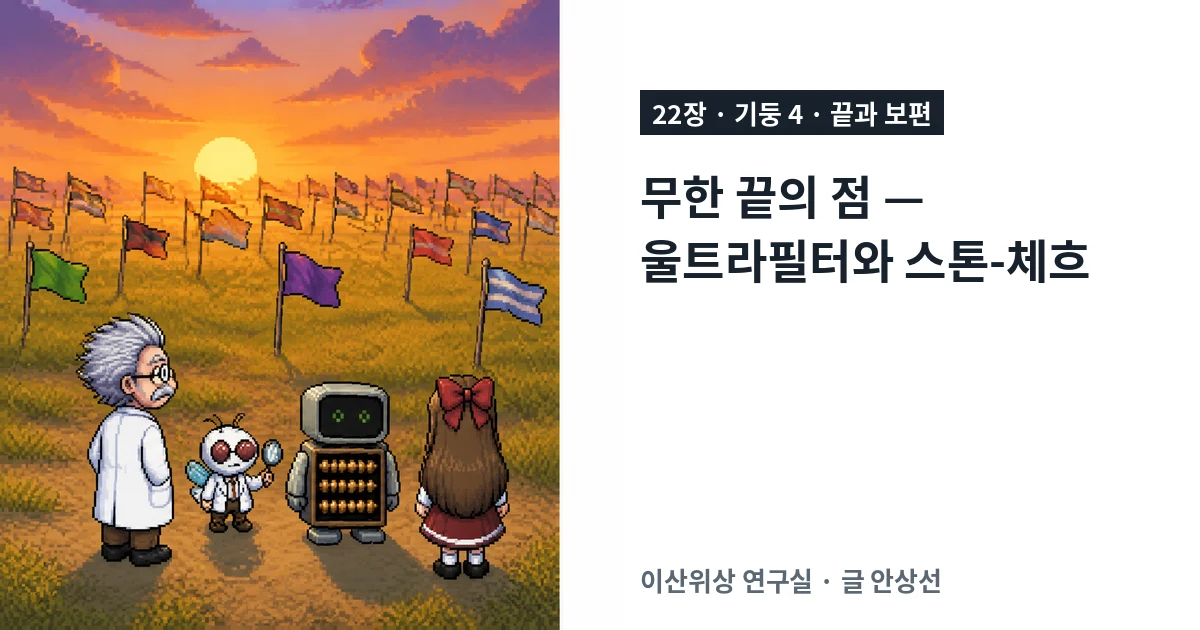 22장 · 기둥 4 · 끝과 보편
무한 끝의 점 —
울트라필터와 스톤-체흐
이산위상 연구실 · 글 안상선